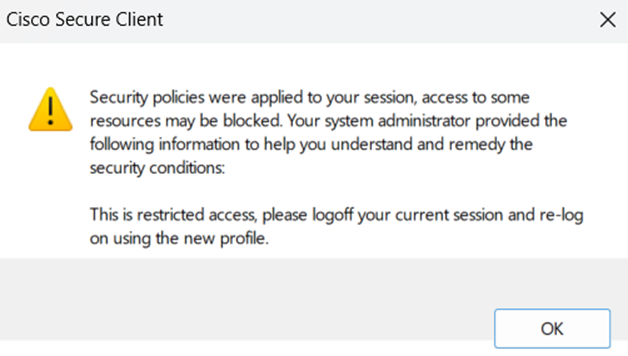 Cisco Secure Client
Security policies were applied to your session, access to some
resources may be blocked. Your system administrator provided the
following information to help you understand and remedy the
security conditions:
This is restricted access, please logoff your current session and re-log
on using the new profile.
OK